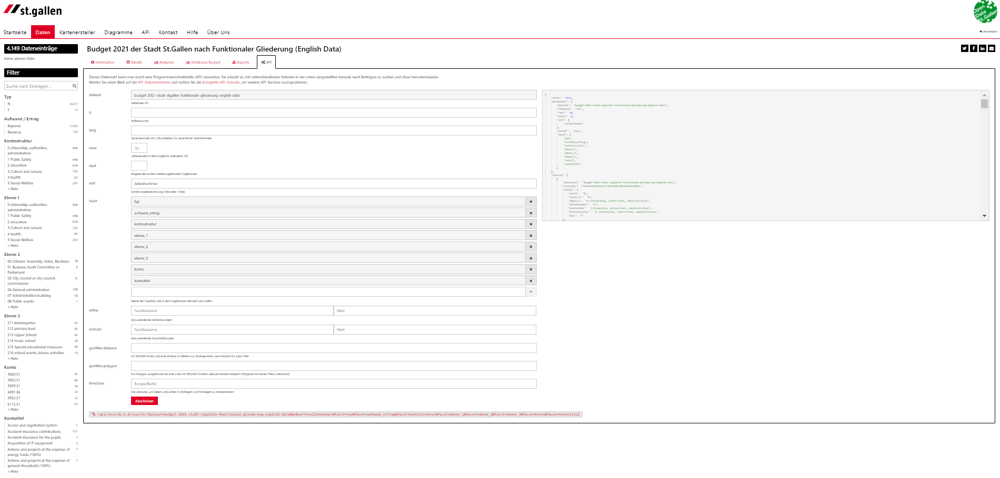 st.gallen
Open Data St.Gallen
Startseite Daten Kartenersteller Diagramme API Kontakt Hilfe Über Uns
Anmelden
4.149 Dateneinträge
Keine aktiven Filter
Filter
Suche nach Einträgen ...
Typ
N 4.077
F 72
Aufwand / Ertrag
Expense 2.953
Revenue 792
Kontostruktur
0 citizenship, authorities, 904
administration
1 Public Safety 448
2 education 636
3 Culture and Leisure 702
4 health 83
5 Social Welfare 297
> Mehr
Ebene 1
0 citizenship, authorities, 904
administration
1 Public Safety 448
2 education 636
3 Culture and Leisure 702
4 health 83
5 Social Welfare 297
> Mehr
Ebene 2
00 Citizens' Assembly, Votes, Elections 18
01 Business Audit Committee or 9
Parliament
02 City council or city council, 12
commissions
04 General administration 798
07 Administration building 59
08 Public events 7
> Mehr
Ebene 3
211 kindergarten 41
212 primary level 45
213 Upper School 41
214 music school 34
215 Special educational measures 58
216 school events, leisure activities 13
> Mehr
Konto
3920.31 42
3923.31 40
3929.31 36
4091.36 33
3922.31 32
6112.31 25
> Mehr
Kontotitel
Access and registration system 1
Accident insurance contributions 127
Accident insurance for the pupils 1
Acquisition of IT equipment 3
Actions and projects at the expense of 1
energy funds (100%)
Actions and projects at the expense of 1
general Household (100%)
> Mehr
Budget 2021 der Stadt St.Gallen nach Funktionaler Gliederung (English Data)
Information Tabelle Analysen Klickbares Budget Exporte API
Diesen Datensatz kann man durch eine Programmierschnittstelle (API) verwerten. Sie erlaubt es, mit unterschiedlichen Kriterien in der unten dargestellten Konsole nach Einträgen zu suchen und diese herunterzuladen.
Werfen Sie einen Blick auf die API Dokumentation und nutzen Sie die komplette API Konsole, um weitere API Services auszuprobieren.
dataset budget-2021-stadt-stgallen-funktionale-gliederung-english-data
Datensatz-ID
q
Volltextsuche
lang
Sprachencode mit 2 Buchstaben für sprachliche Textmerkmale
rows 10
Zeilenanzahl in dem Ergebnis (Standard: 10)
start
Angabe des ersten wiederzugebenden Ergebnisses
sort zeilennummer
Sortierungsbezeichnung (Feld oder -Feld)
facet typ
aufwand_ertrag
kontostruktur
ebene_1
ebene_2
ebene_3
konto
kontotitel
Name der Facetten, die in den Ergebnissen aktiviert sein sollen
refine Facettenname Wert
Anzuwendende Verfeinerungen
exclude Facettenname Wert
Anzuwendende Ausschließungen
geofilter.distance
Ein WGS84-Punkt und eine Distanz in Metern zur Anzeige einer Geo-Position für Geo-Filter
geofilter.polygon
Ein Polygon, ausgedrückt als eine Liste mit WGS84-Punkten (aktuell werden lediglich Polygone mit einem Pfad unterstützt)
timezone Europe/Berlin
Die Zeitzone, um Daten und Zeiten in Anfragen und Einträgen zu interpretieren
Abschicken
/api/records/1.0/search/?dataset=budget-2021-stadt-stgallen-funktionale-gliederung-english-data&q=&sort=zeilennummer&facet=typ&facet=aufwand_ertrag&facet=kontostruktur&facet=ebene_1&facet=ebene_2&facet=ebene_3&facet=konto&facet=kontotitel
{
"nhits": 4149,
"parameters": {
"dataset": "budget-2021-stadt-stgallen-funktionale-gliederung-english-data",
"timezone": "UTC",
"rows": 10,
"start": 0,
"sort": [
"zeilennummer"
],
"format": "json",
"facet": [
"typ",
"aufwand_ertrag",
"kontostruktur",
"ebene_1",
"ebene_2",
"ebene_3",
"konto",
"kontotitel"
]
},
"records": [
{
"datasetid": "budget-2021-stadt-stgallen-funktionale-gliederung-english-data",
"recordid":
"fields": {
"konto": "0",
"titel_nr": "0",
"ebene_1": "0 citizenship, authorities, administration",
"zeilennummer": "1",
"kontotitel": "Citizenship, authorities, administration",
"kontostruktur": "0 citizenship, authorities, administration",
"typ": "F"
},